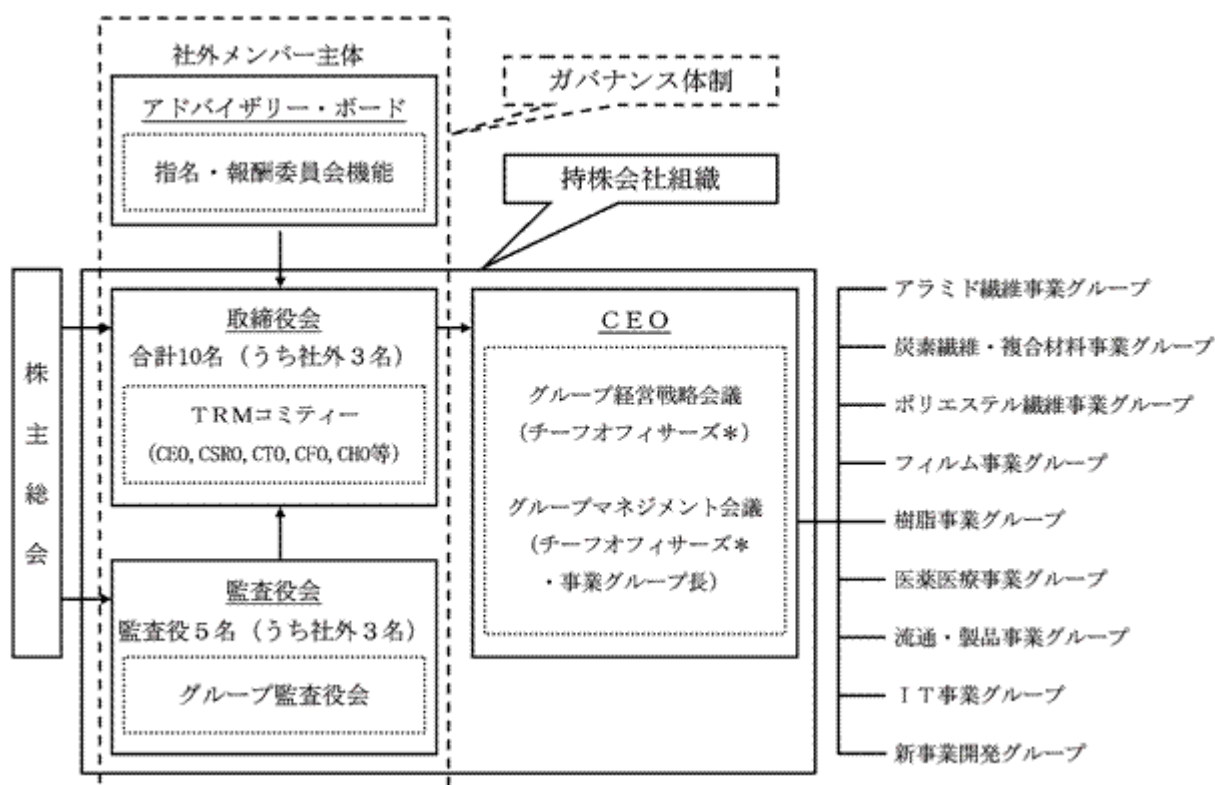 社外メンバー主体
アドバイザリー・ボード
指名・報酬委員会機能
ガバナンス体制
持株会社組織
株主総会
取締役会
合計10名（うち社外３名）
ＴＲＭコミティー
（CEO, CSRO, CTO, CFO, CHO等）
監査役会
監査役５名（うち社外３名）
グループ監査役会
ＣＥＯ
グループ経営戦略会議
（チーフオフィサーズ＊）
グループマネジメント会議
（チーフオフィサーズ＊
・事業グループ長）
アラミド繊維事業グループ
炭素繊維・複合材料事業グループ
ポリエステル繊維事業グループ
フィルム事業グループ
樹脂事業グループ
医薬医療事業グループ
流通・製品事業グループ
ＩＴ事業グループ
新事業開発グループ